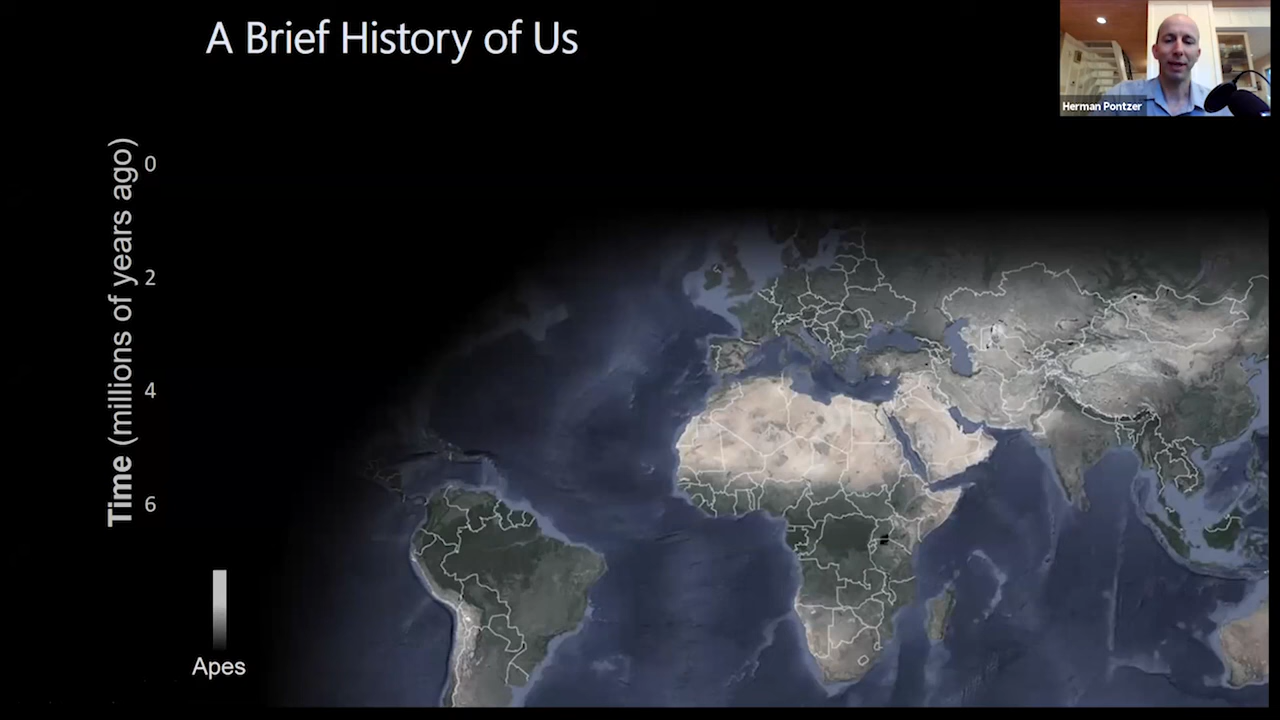 A Brief History of Us
Herman Pontzer
Time (millions of years ago)
0
2
4
6
Apes